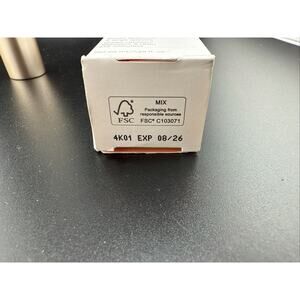 MIX
Packaging from
responsible sources
FSC® C103071
FSC
4K01 EXP 08/26